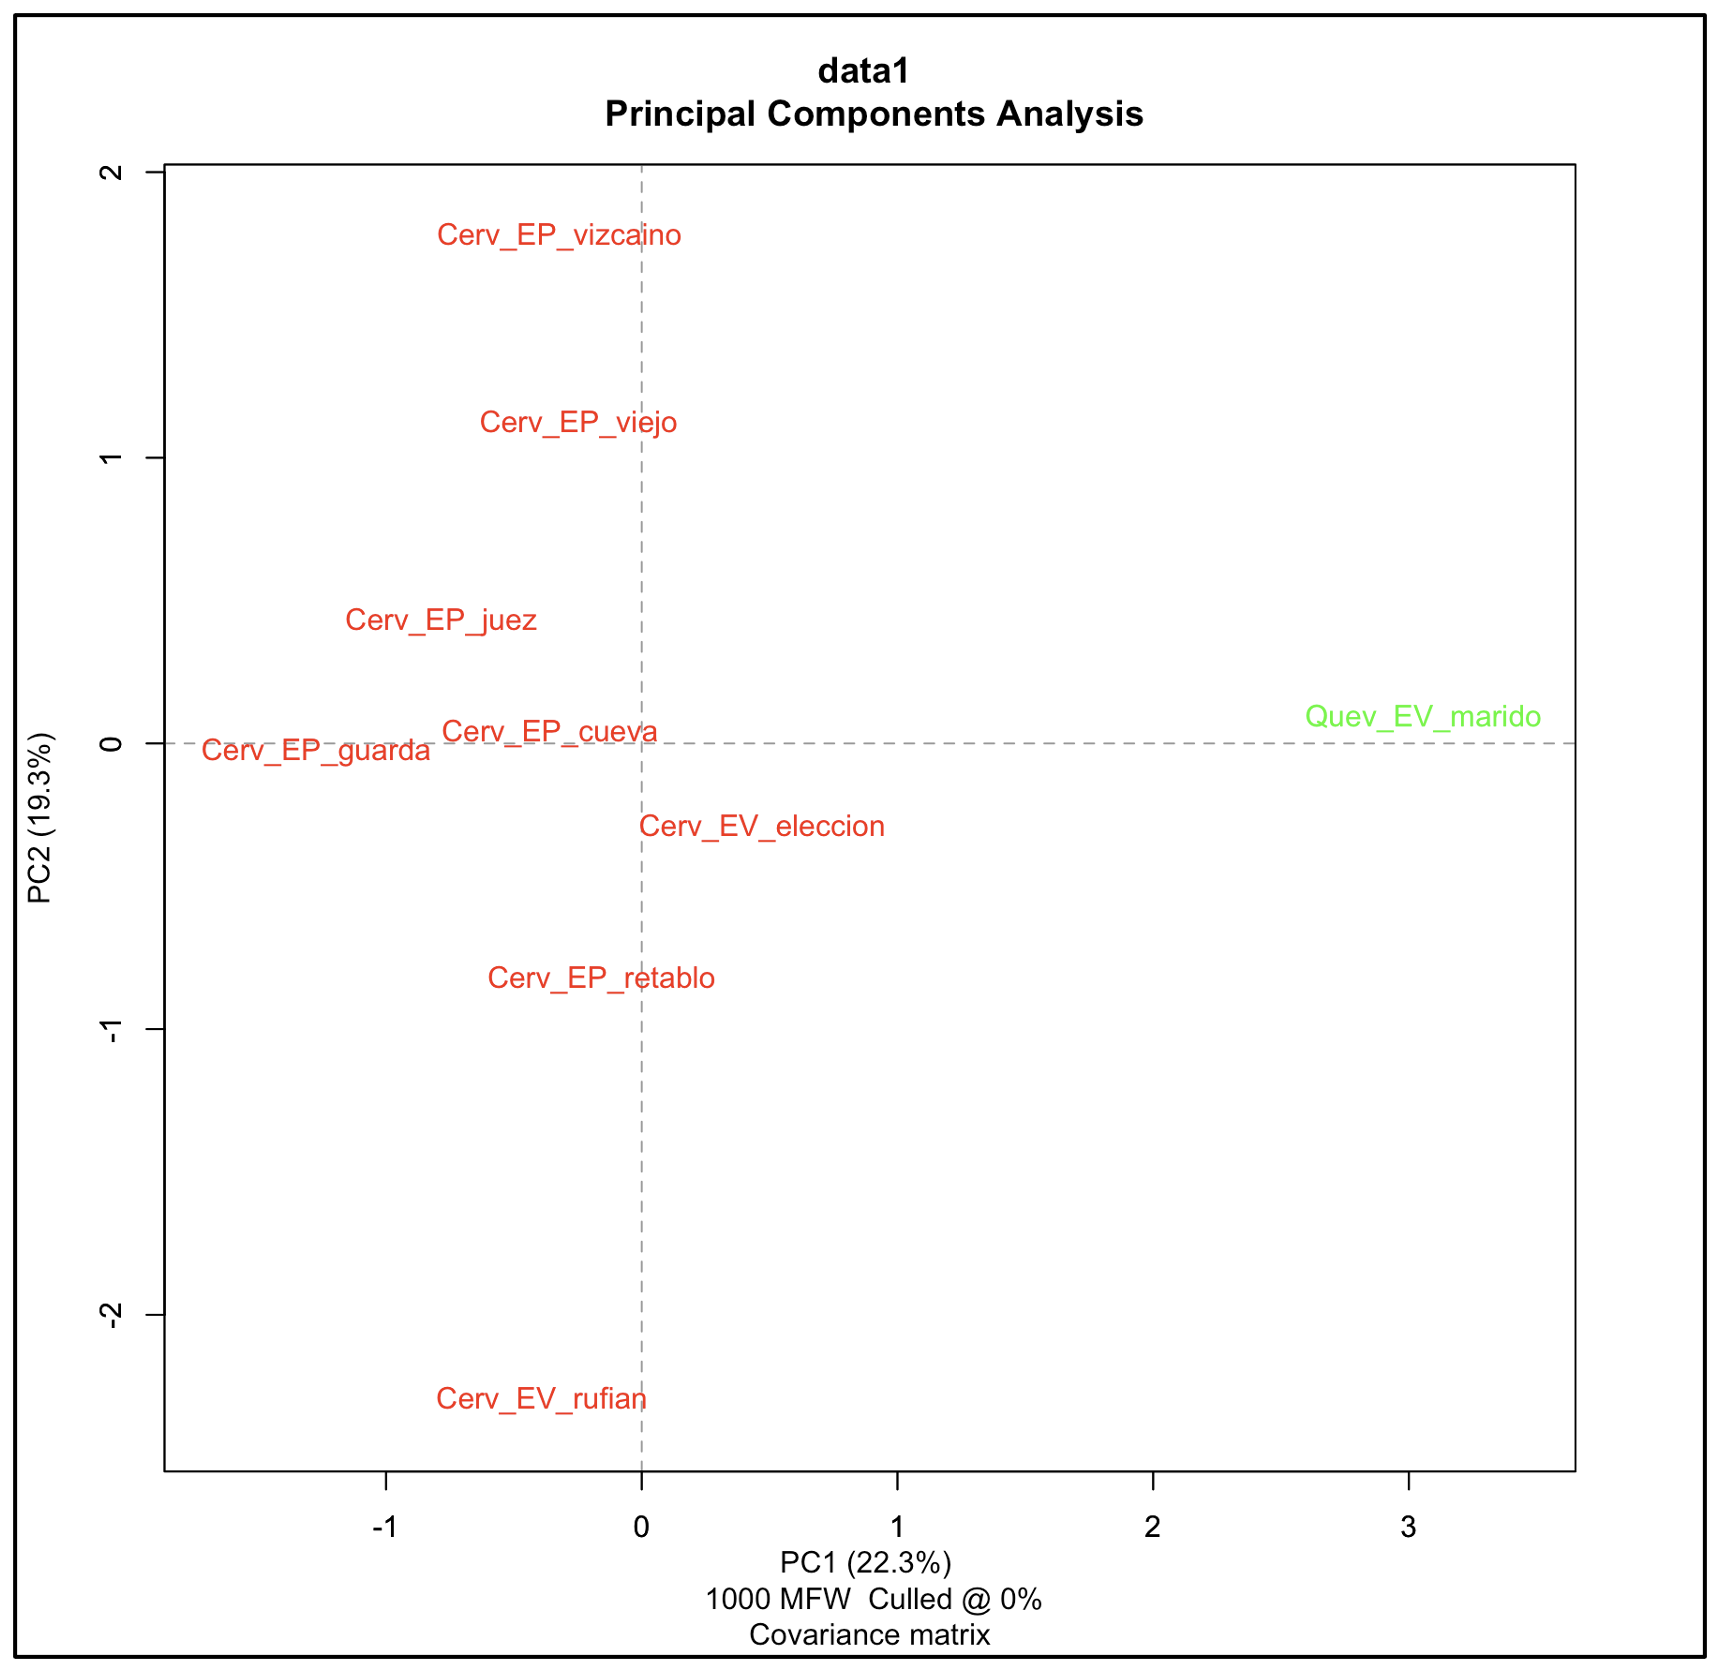 data1
Principal Components Analysis
2
Cerv_EP_vizcaino
Cerv_EP_viejo
1
Cerv_EP_juez
Quev_EV_marido
Cerv_EP_cueva
0
Cerv_EP_guarda
PC2 (19.3%)
Cerv_EV_eleccion
Cerv_EP_retablo
-1
-2
Cerv_EV_rufian
-1 0 1 2 3
PC1 (22.3%)
1000 MFW  Culled @ 0%
Covariance matrix